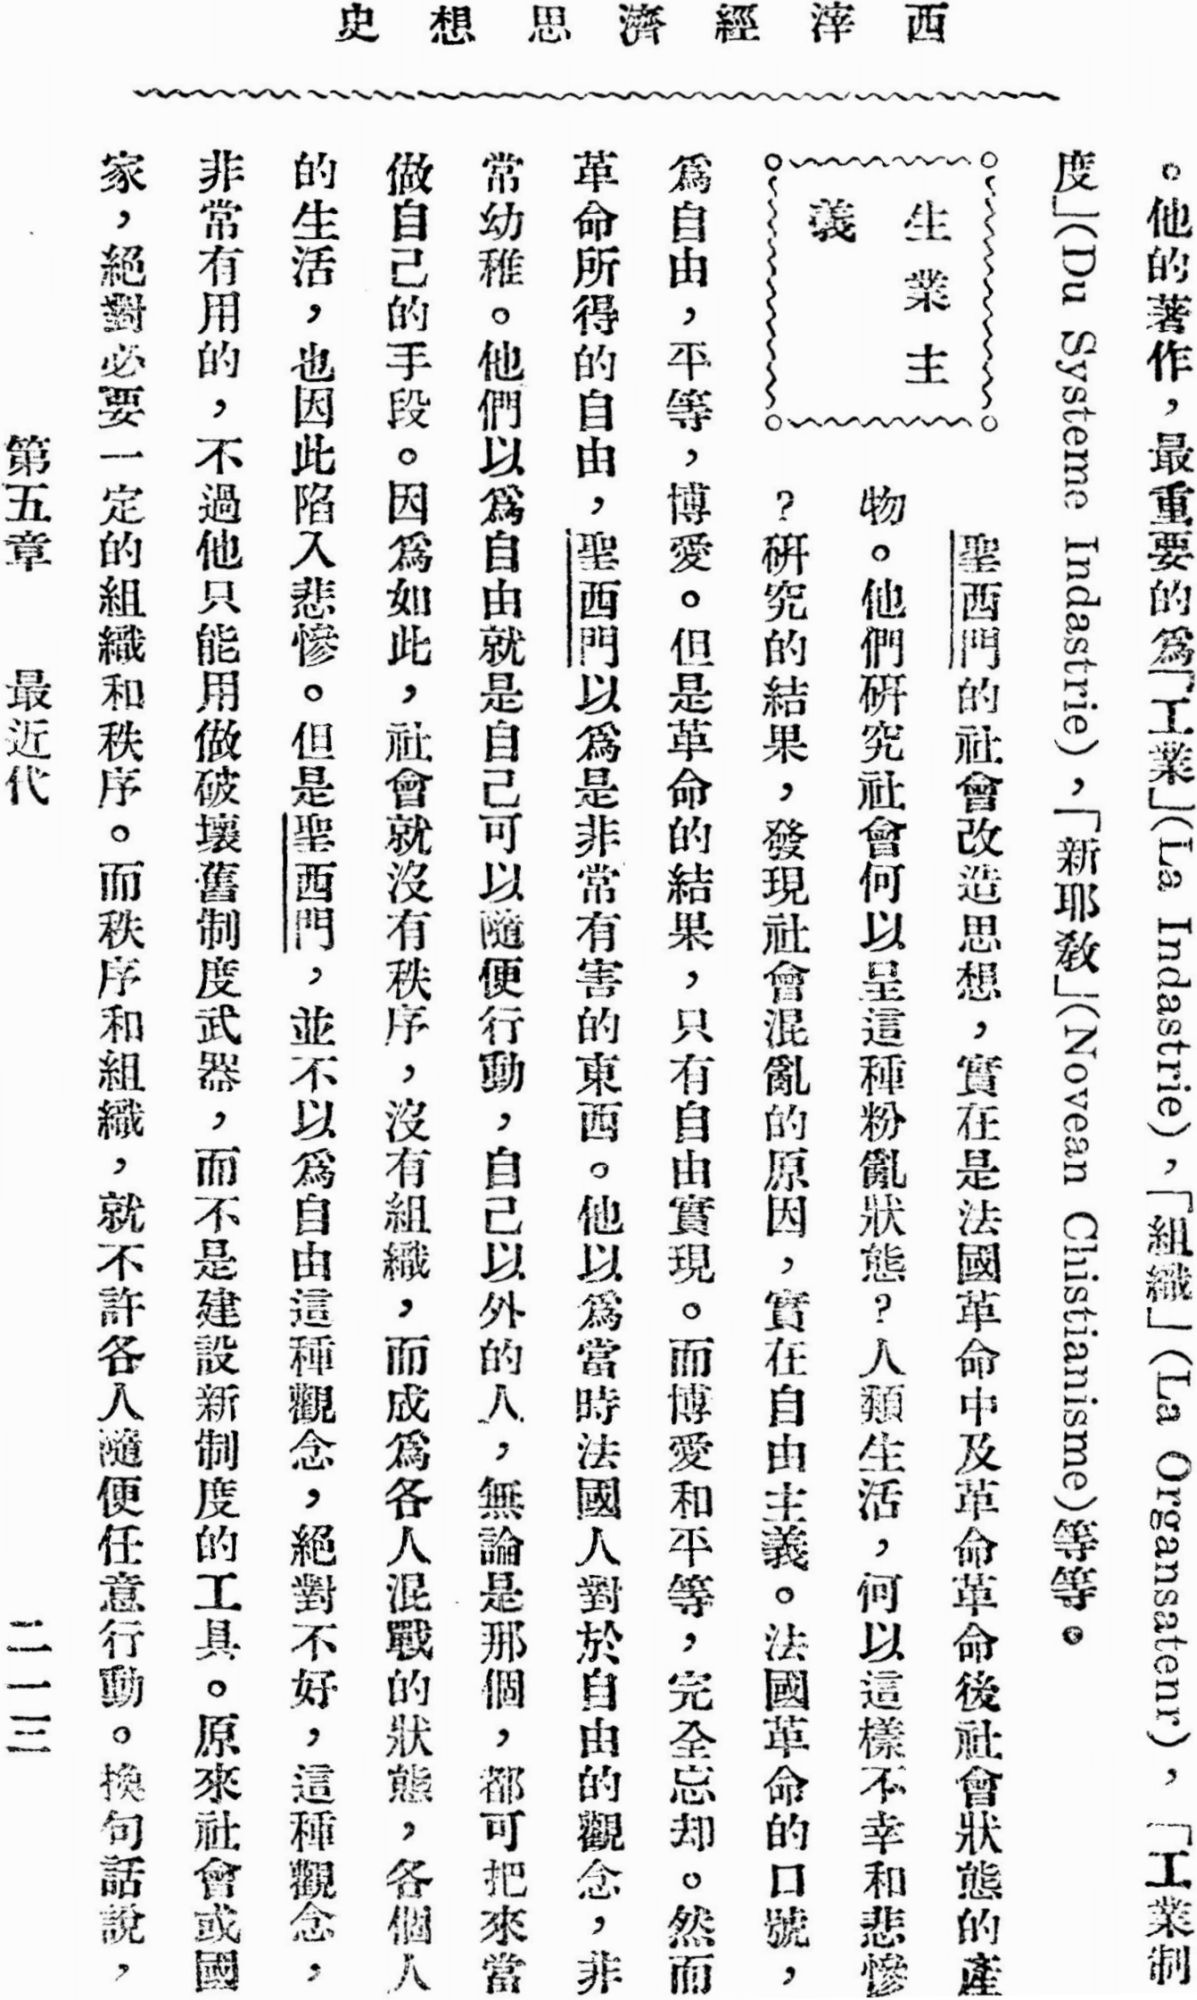 西洋經濟思想史
。他的著作，最重要的爲「工業」(La Indastrie)，「組織」(La Organsatenr)，「工業制
度」(Du Systeme Indastrie)，「新耶敎」(Novean Chistianisme)等等。
生業主
義
聖西門的社會改造思想，實在是法國革命中及革命革命後社會狀態的產
物。他們研究社會何以呈這種粉亂狀態?人類生活，何以這樣不幸和悲慘
?研究的結果，發現社會混亂的原因，實在自由主義。法國革命的口號，
爲自由，平等，博愛。但是革命的結果，只有自由實現。而博愛和平等，完全忘却。然而
革命所得的自由，聖西門以爲是非常有害的東西。他以爲當時法國人對於自由的觀念，非
常幼稚。他們以爲自由就是自己可以隨便行動，自己以外的人，無論是那個，都可把來當
做自己的手段。因爲如此，社會就沒有秩序，沒有組織，而成爲各人混戰的狀態，各個人
的生活，也因此陷入悲慘。但是聖西門，並不以爲自由這種觀念，絕對不好，這種觀念，
非常有用的，不過他只能用做破壞舊制度武器，而不是建設新制度的工具。原來社會或國
家，絕對必要一定的組織和秩序。而秩序和組織，就不許各人隨便任意行動。換句話說，
第五章　最近代
二一三